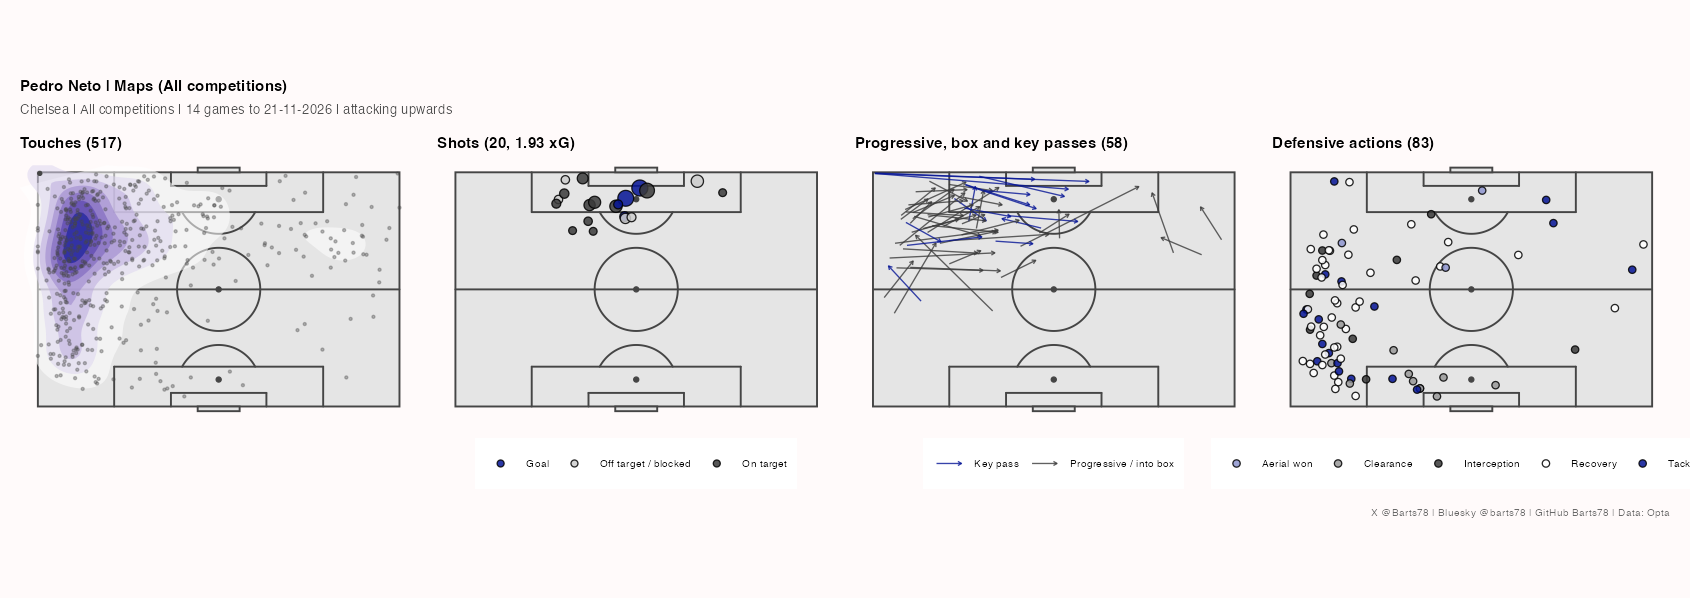 Pedro Neto | Maps (All competitions)
Chelsea | All competitions | 14 games to 21-11-2026 | attacking upwards
Touches (517)
Shots (20, 1.93 xG)
Progressive, box and key passes (58)
Defensive actions (83)
Goal
Off target / blocked
On target
Key pass
Progressive / into box
Aerial won
Clearance
Interception
Recovery
Tack
X @Barts78 | Bluesky @barts78 | GitHub Barts78 | Data: Opta